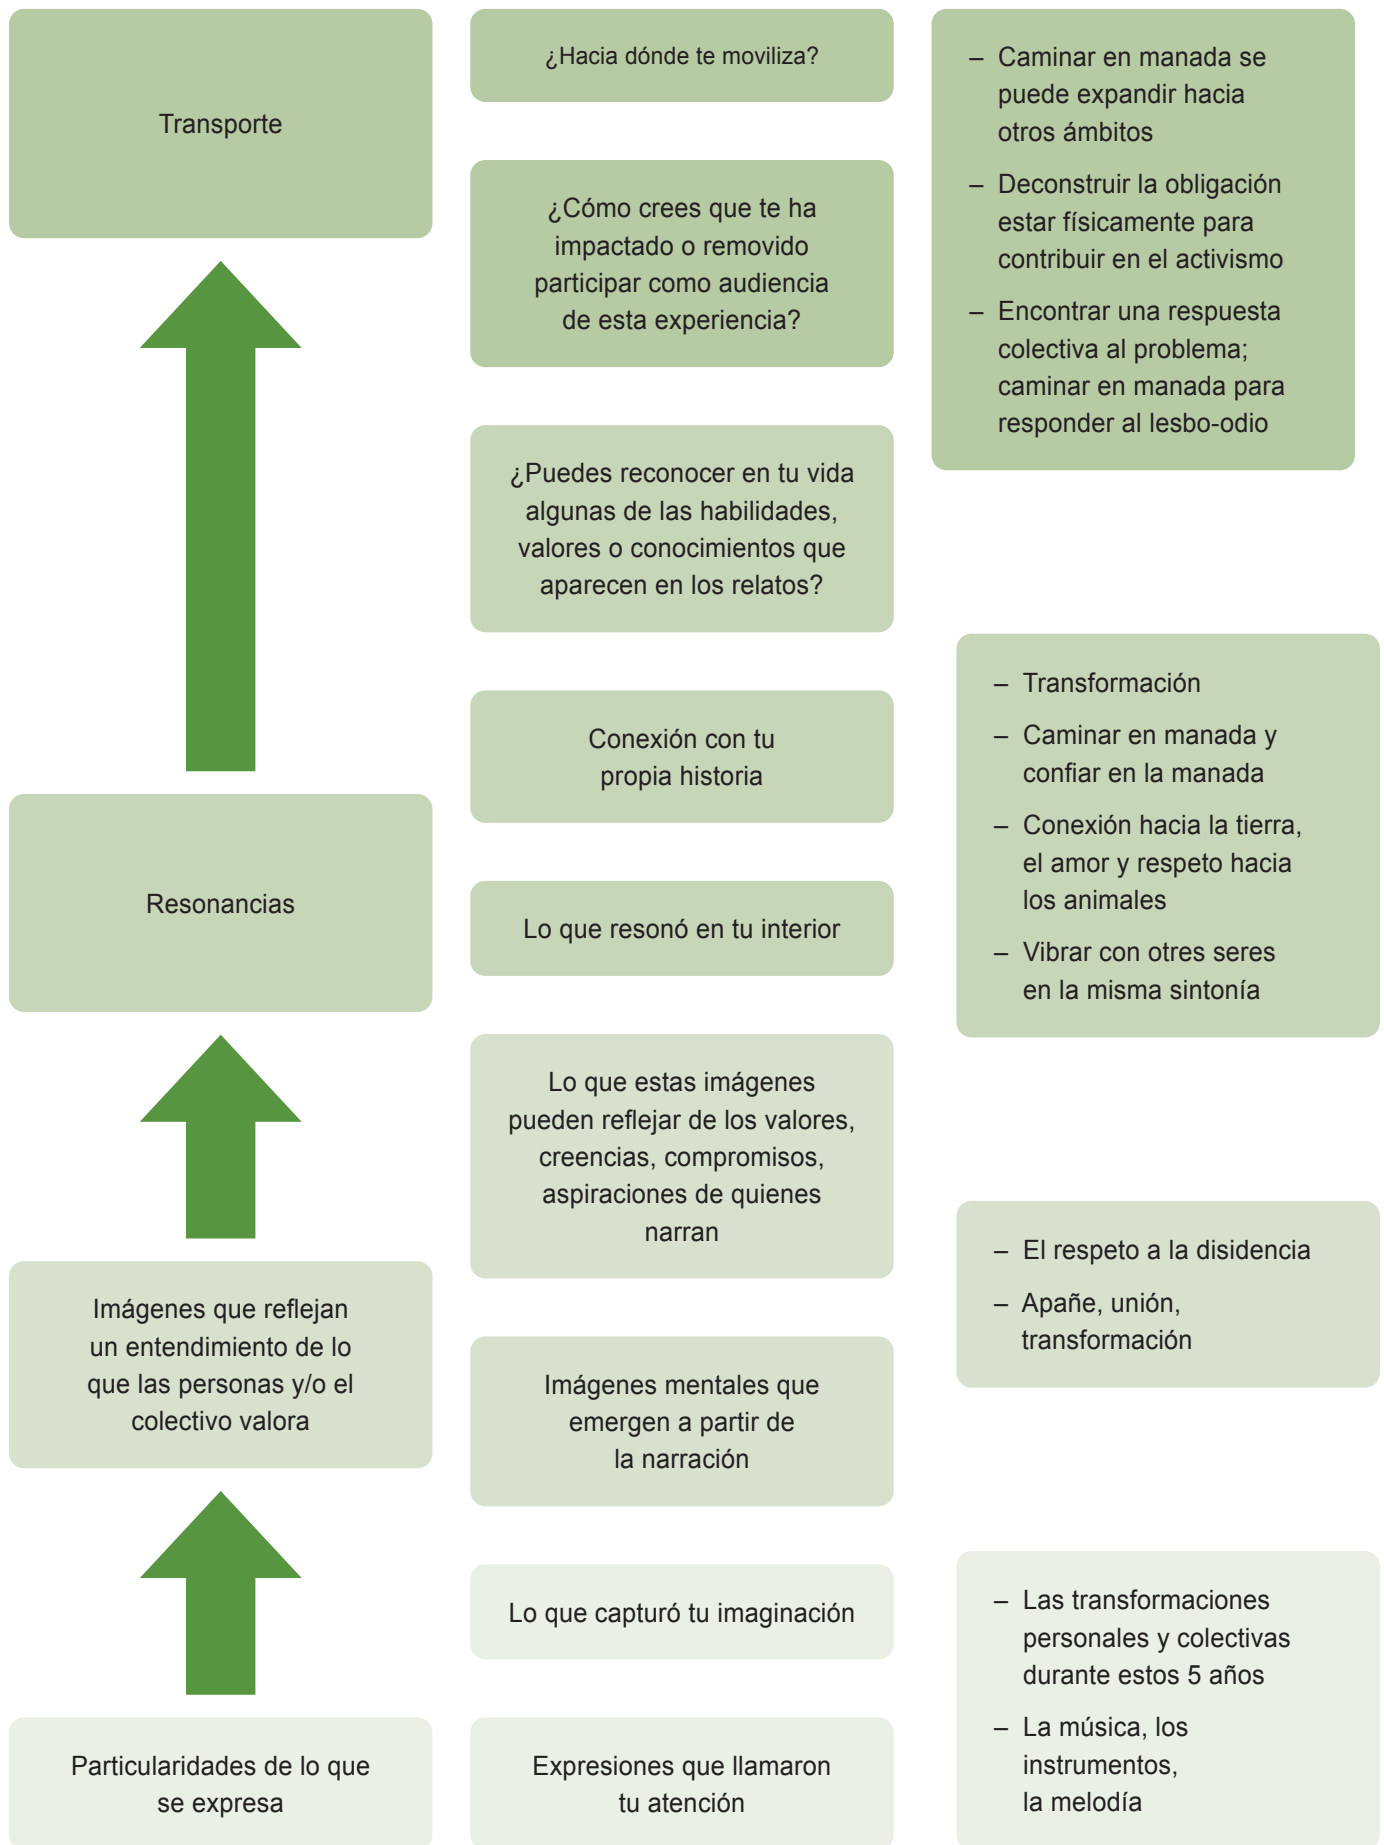 Transporte
¿Hacia dónde te moviliza?
¿Cómo crees que te ha
impactado o removido
participar como audiencia
de esta experiencia?
– Caminar en manada se
puede expandir hacia
otros ámbitos
– Deconstruir la obligación
estar físicamente para
contribuir en el activismo
– Encontrar una respuesta
colectiva al problema;
caminar en manada para
responder al lesbo-odio
¿Puedes reconocer en tu vida
algunas de las habilidades,
valores o conocimientos que
aparecen en los relatos?
Resonancias
Conexión con tu
propia historia
Lo que resonó en tu interior
– Transformación
– Caminar en manada y
confiar en la manada
– Conexión hacia la tierra,
el amor y respeto hacia
los animales
– Vibrar con otres seres
en la misma sintonía
Imágenes que reflejan
un entendimiento de lo
que las personas y/o el
colectivo valora
Lo que estas imágenes
pueden reflejar de los valores,
creencias, compromisos,
aspiraciones de quienes
narran
Imágenes mentales que
emergen a partir de
la narración
– El respeto a la disidencia
– Apañe, unión,
transformación
Particularidades de lo que
se expresa
Lo que capturó tu imaginación
Expresiones que llamaron
tu atención
– Las transformaciones
personales y colectivas
durante estos 5 años
– La música, los
instrumentos,
la melodía